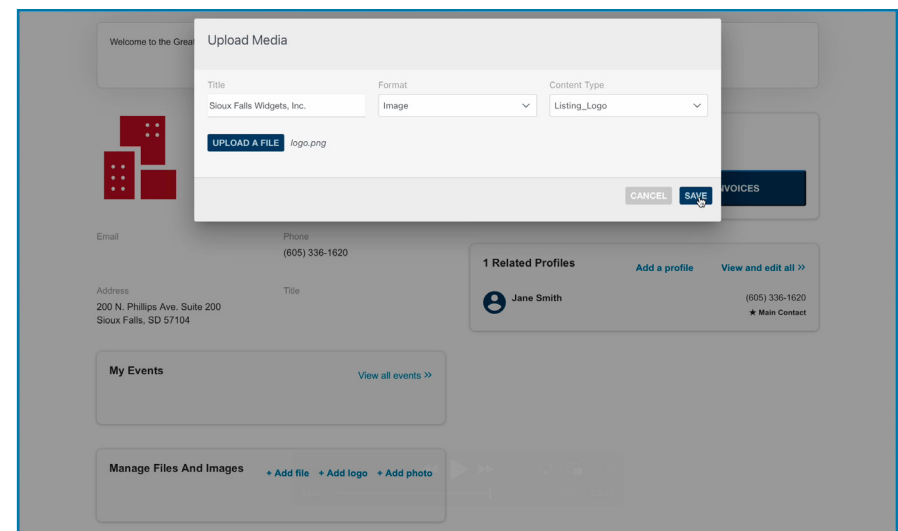 Welcome to the Grea
Upload Media
Title
Format
Content Type
Sioux Falls Widgets, Inc.
Image
Listing_Logo
UPLOAD A FILE
logo.png
CANCEL
SAVE
VOICES
Email
Phone
(605) 336-1620
Address
200 N. Phillips Ave. Suite 200
Sioux Falls, SD 57104
Title
1 Related Profiles
Add a profile
View and edit all »
Jane Smith
(605) 336-1620
★ Main Contact
My Events
View all events »
Manage Files And Images
+ Add file
+ Add logo
+ Add photo